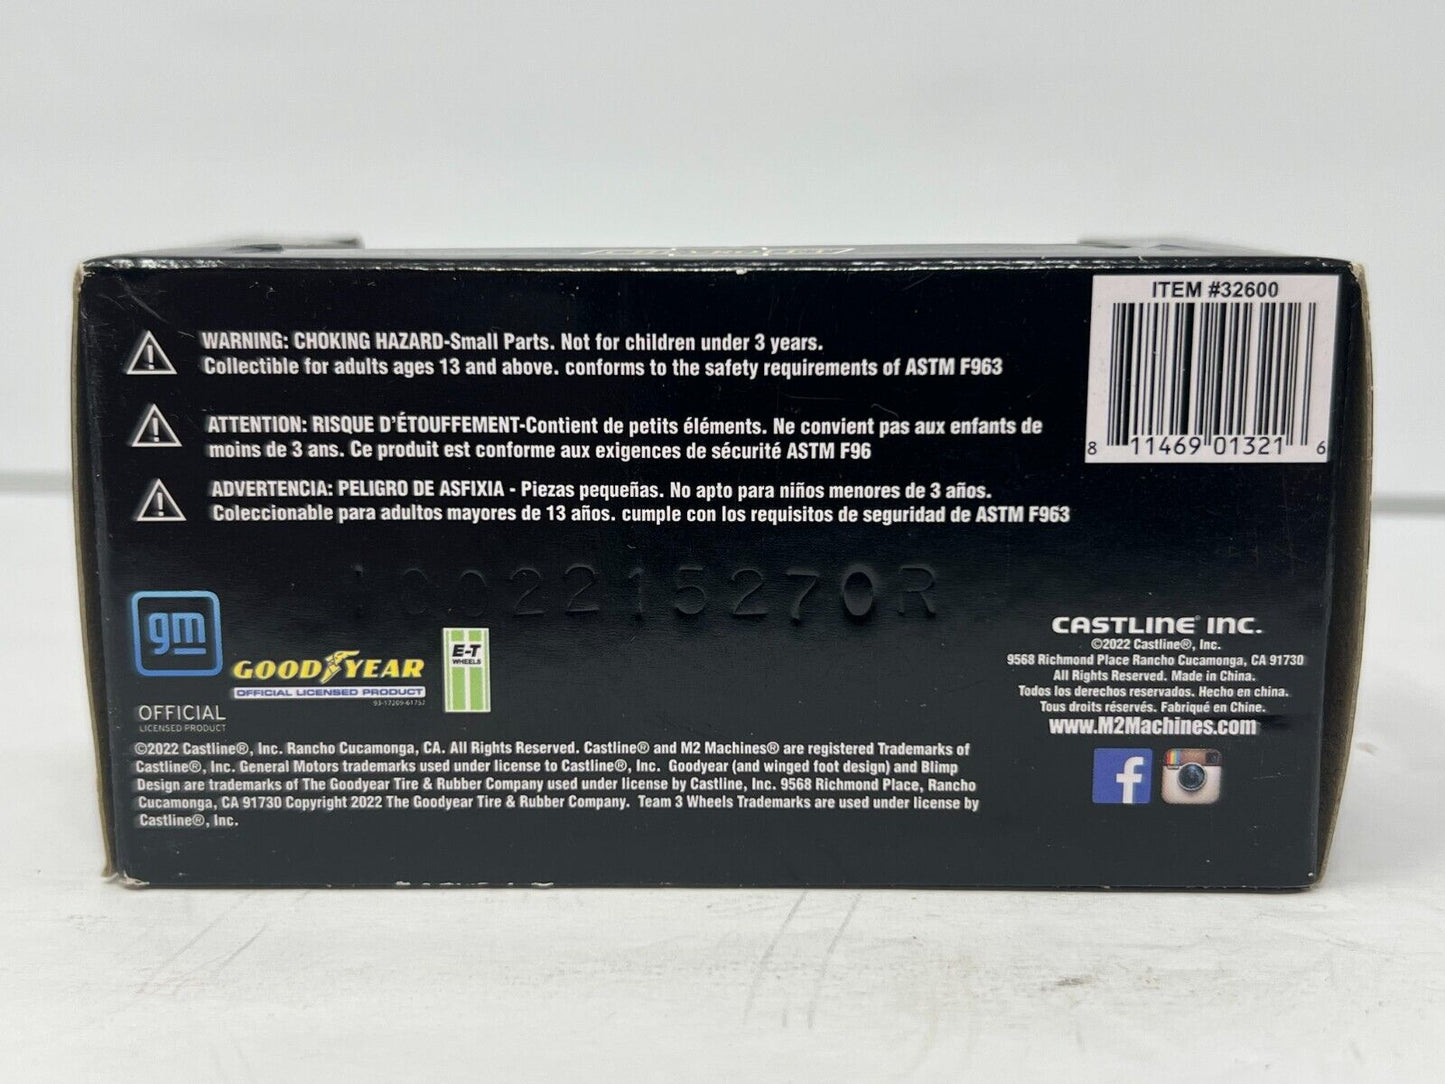 ITEM #32600
8 11469 01321 6
WARNING: CHOKING HAZARD-Small Parts. Not for children under 3 years.
Collectible for adults ages 13 and above. conforms to the safety requirements of ASTM F963
ATTENTION: RISQUE D'ÉTOUFFEMENT-Contient de petits éléments. Ne convient pas aux enfants de
moins de 3 ans. Ce produit est conforme aux exigences de sécurité ASTM F96
ADVERTENCIA: PELIGRO DE ASFIXIA - Piezas pequeñas. No apto para niños menores de 3 años.
Coleccionable para adultos mayores de 13 años. cumple con los requisitos de seguridad de ASTM F963
1002215270R
gm
OFFICIAL
LICENSED PRODUCT
GOOD YEAR
OFFICIAL LICENSED PRODUCT
93-17209-61752
E-T
WHEELS
CASTLINE® INC.
©2022 Castline®, Inc.
9568 Richmond Place Rancho Cucamonga, CA 91730
All Rights Reserved. Made in China.
Todos los derechos reservados. Hecho en china.
Tous droits réservés. Fabriqué en Chine.
www.M2Machines.com
f
©2022 Castline®, Inc. Rancho Cucamonga, CA. All Rights Reserved. Castline® and M2 Machines® are registered Trademarks of
Castline®, Inc. General Motors trademarks used under license to Castline®, Inc. Goodyear (and winged foot design) and Blimp
Design are trademarks of The Goodyear Tire & Rubber Company used under license by Castline, Inc. 9568 Richmond Place, Rancho
Cucamonga, CA 91730 Copyright 2022 The Goodyear Tire & Rubber Company. Team 3 Wheels Trademarks are used under license by
Castline®, Inc.